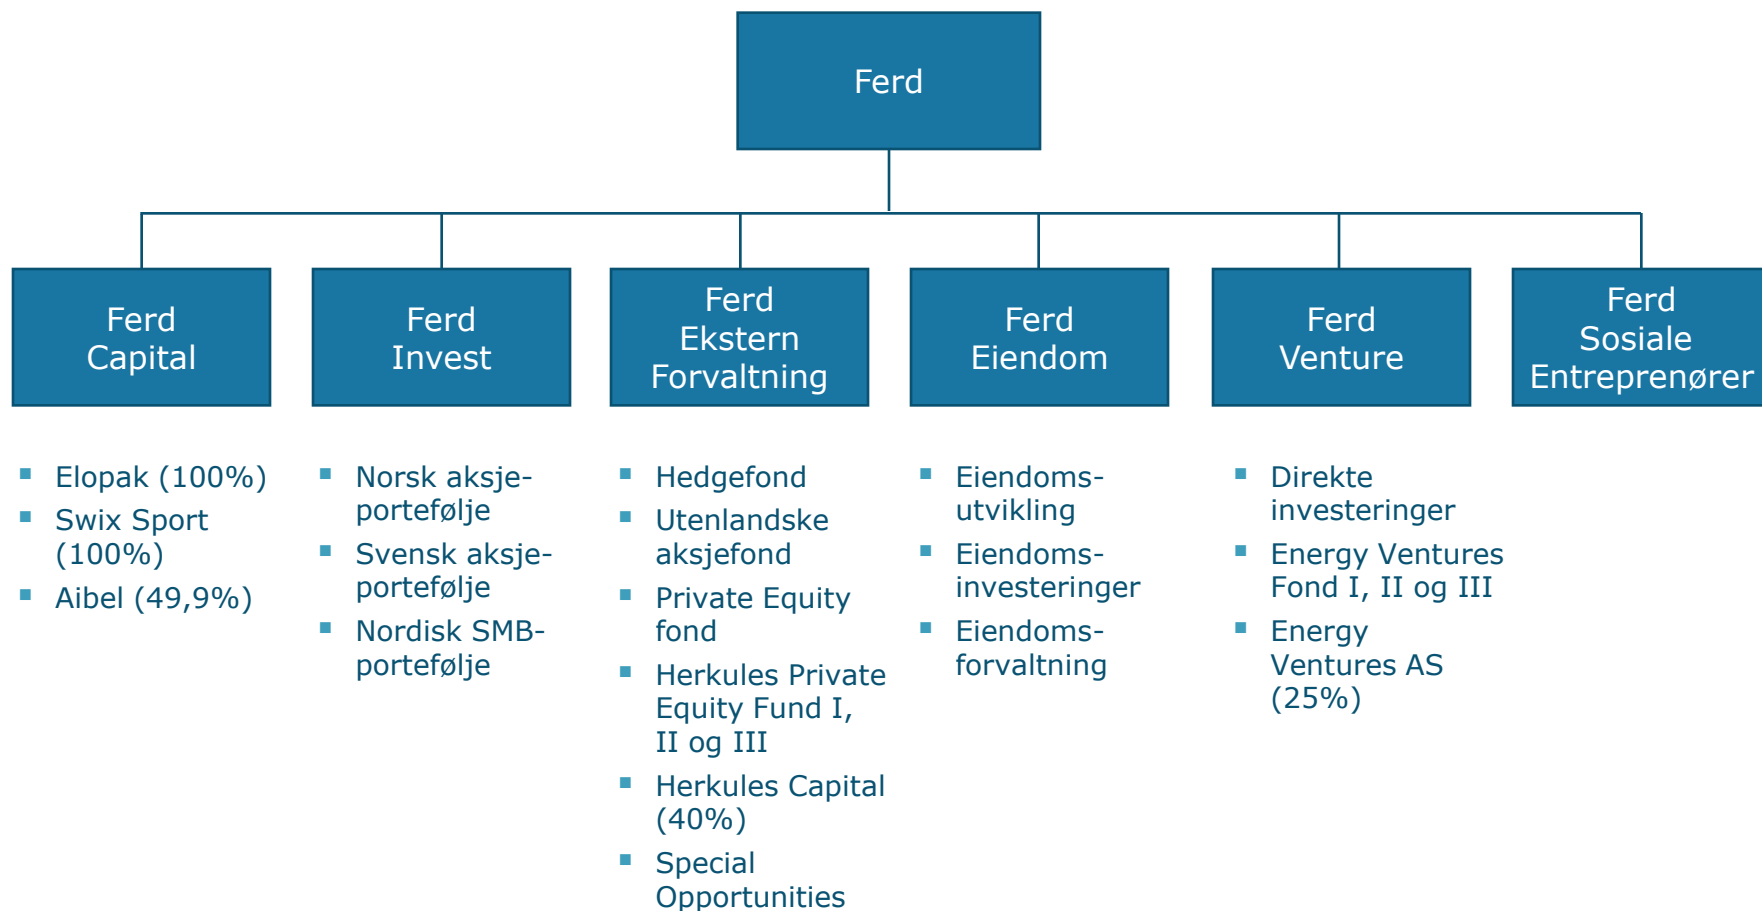 Ferd
Ferd
Capital
Ferd
Invest
Ferd
Ekstern
Forvaltning
Ferd
Eiendom
Ferd
Venture
Ferd
Sosiale
Entreprenører
Elopak (100%)
Swix Sport
(100%)
Aibel (49,9%)
Norsk aksje-
portefølje
Svensk aksje-
portefølje
Nordisk SMB-
portefølje
Hedgefond
Utenlandske
aksjefond
Private Equity
fond
Herkules Private
Equity Fund I,
II og III
Herkules Capital
(40%)
Special
Opportunities
Eiendoms-
utvikling
Eiendoms-
investeringer
Eiendoms-
forvaltning
Direkte
investeringer
Energy Ventures
Fond I, II og III
Energy
Ventures AS
(25%)